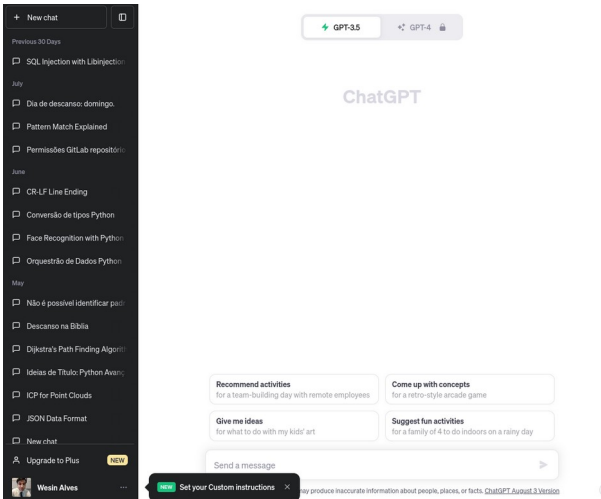 New chat
Previous 30 Days
SQL Injection with Libinjection
July
Dia de descanso: domingo.
Pattern Match Explained
Permissões GitLab repositório
June
CR-LF Line Ending
Conversão de tipos Python
Face Recognition with Python
Orquestrão de Dados Python
May
Não é possível identificar pad
Descanso na Bíblia
Dijkstra's Path Finding Algorit
Ideias de Título: Python Avanç
ICP for Point Clouds
JSON Data Format
New chat
Upgrade to Plus NEW
Wesin Alves
GPT-3.5 GPT-4
ChatGPT
Recommend activities
for a team-building day with remote employees
Come up with concepts
for a retro-style arcade game
Give me ideas
for what to do with my kids' art
Suggest fun activities
for a family of 4 to do indoors on a rainy day
Send a message
NEW Set your Custom instructions
may produce inaccurate information about people, places, or facts. ChatGPT August 3 Version